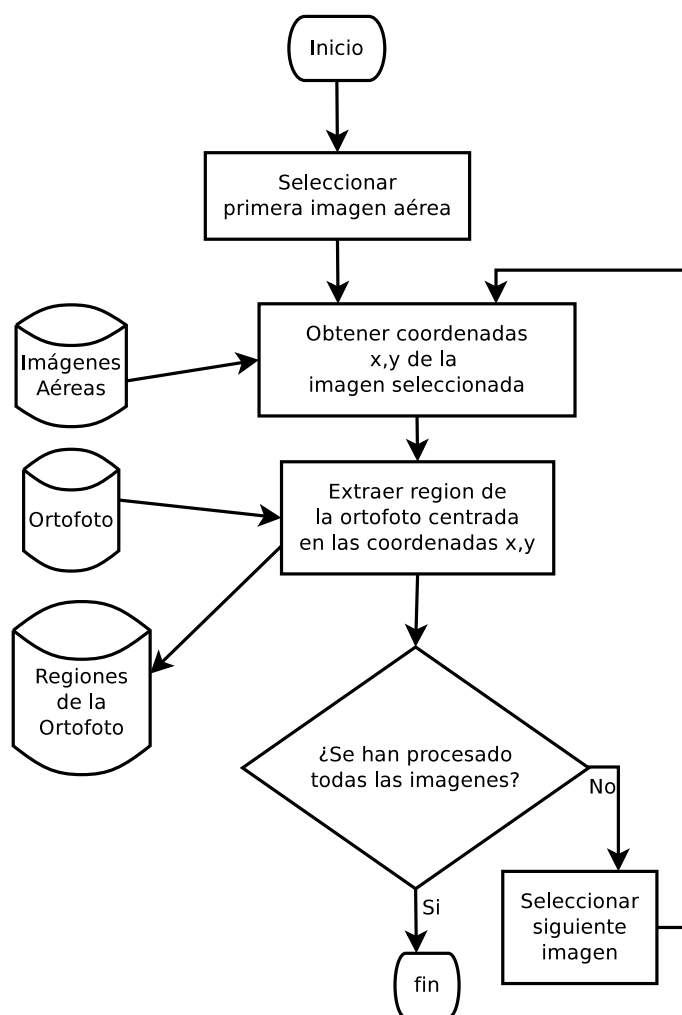 Inicio
Seleccionar
primera imagen aérea
Obtener coordenadas
x,y de la
imagen seleccionada
Imágenes
Aéreas
Extraer region de
la ortofoto centrada
en las coordenadas x,y
Ortofoto
Regiones
de la
Ortofoto
¿Se han procesado
todas las imagenes?
No
Si
Seleccionar
siguiente
imagen
fin